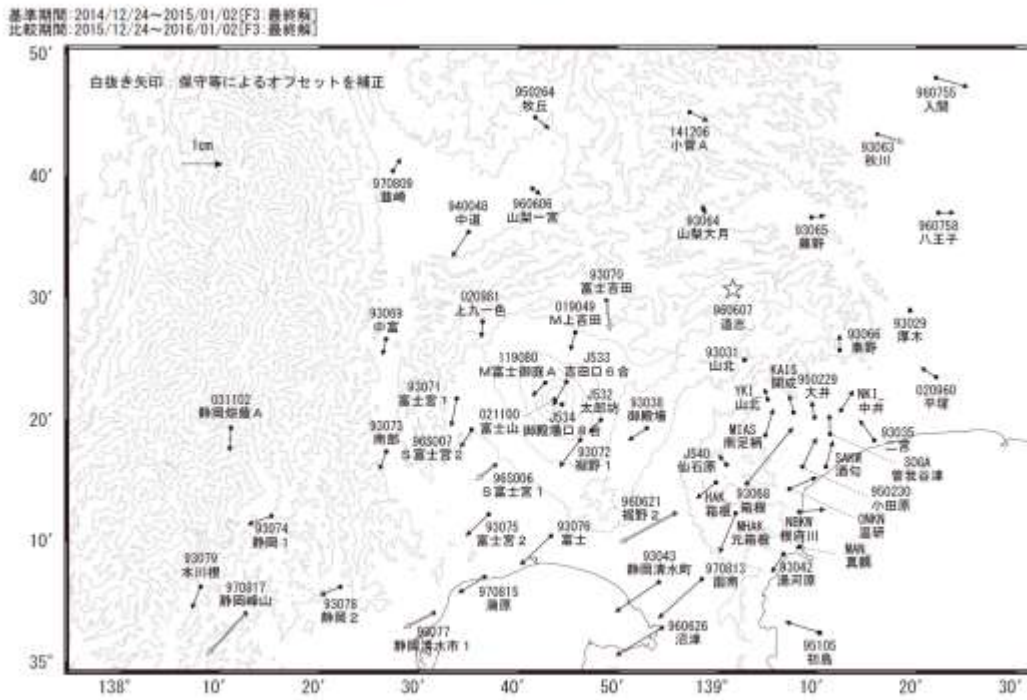 基準期間:2014/12/24~2015/01/02[F3:最終解]
比較期間:2015/12/24~2016/01/02[F3:最終解]
50'
白抜き矢印：保守等によるオフセットを補正
1cm
950264
牧丘
960755
入間
141206
小菅A
93063
秋川
40'
970809
韮崎
940048
中道
960606
山梨一宮
93064
山梨大月
93065
藤野
960758
八王子
30'
93070
富士吉田
020981
上九一色
019049
M上吉田
960607
道志
93069
中富
93029
厚木
93066
秦野
93031
山北
119080
M富士御庭A
J533
吉田口6合
KAIS
開成
020960
平塚
93071
富士宮1
J532
太郎坊
YKI_
山北
950229
大井
NKI_
中井
031102
静岡畑薙A
20'
021100
富士山
J534
御殿場口8合
93038
御殿場
93073
南部
96S007
S富士宮2
MIAS
南足柄
93035
二宮
93072
裾野1
J540
仙石原
SAKW
酒匂
SOGA
曽我谷津
96S006
S富士宮1
HAK_
箱根
93068
箱根
950230
小田原
960621
裾野2
93074
静岡1
93075
富士宮2
93076
富士
NHAK
元箱根
NBKW
根府川
ONKN
温研
10'
93079
本川根
93043
静岡清水町
970813
函南
93042
湯河原
MAN_
真鶴
970817
静岡峰山
93078
静岡2
970815
蒲原
93077
静岡清水市1
960626
沼津
95105
初島
35°
138° 10' 20' 30' 40' 50' 139° 10' 20' 30'